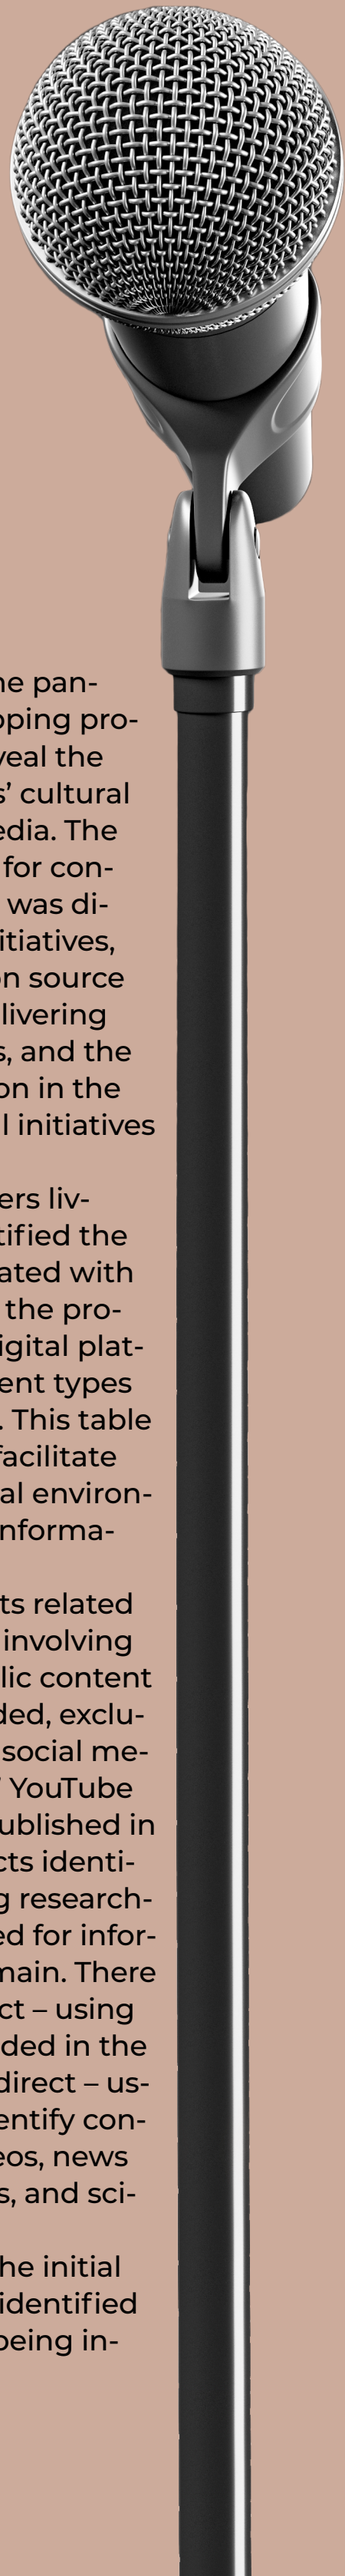 he pan-
pping pro-
veal the
s’ cultural
edia. The
for con-
was di-
itiatives,
on source
livering
s, and the
on in the
l initiatives
ers liv-
tified the
ated with
the pro-
igital plat-
ent types
. This table
facilitate
al environ-
nforma-
ts related
involving
lic content
ded, exclu-
social me-
’ YouTube
ublished in
cts identi-
g research-
ed for infor-
main. There
ct – using
ded in the
direct – us-
entify con-
eos, news
s, and sci-
he initial
identified
being in-